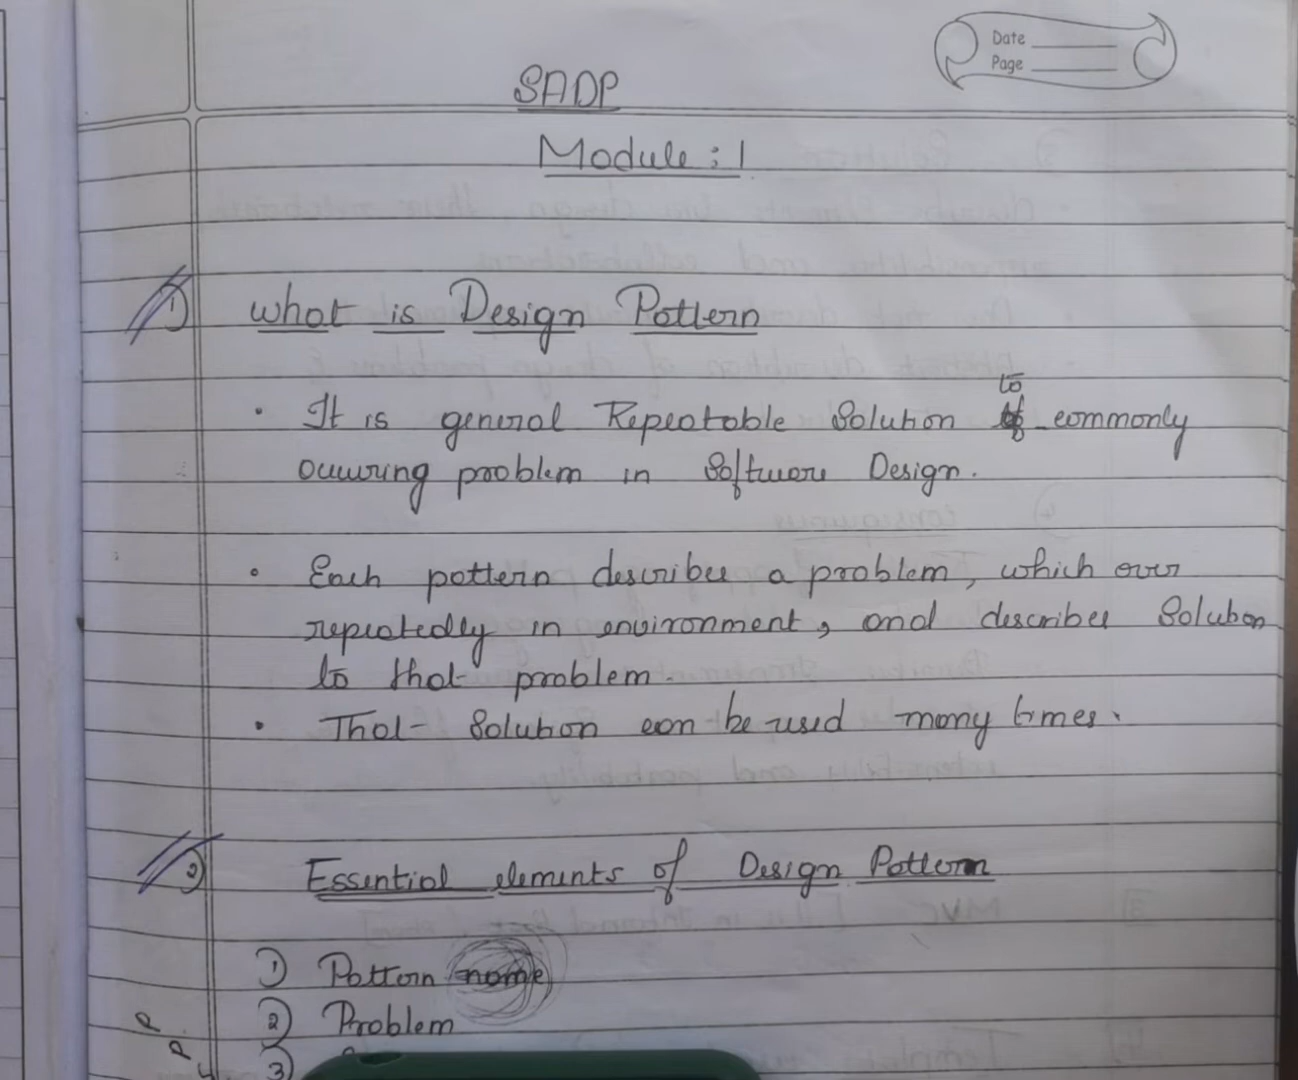 Date
Page
SADP
Module : 1
1) what is Design Pattern
• It is general Repeatable Solution to commonly
occuring problem in Software Design.
• Each pattern describes a problem, which over
repeatedly in environment, and describes Solution
to that problem.
• That Solution can be used many times.
2) Essential elements of Design Pattern
1) Pattern name
2) Problem
P
P
3)